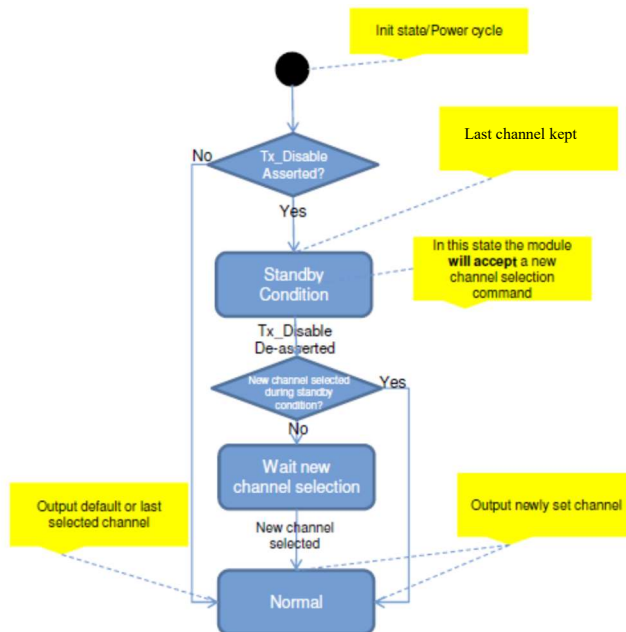 Init state/Power cycle
Last channel kept
No
Tx_Disable
Asserted?
Yes
In this state the module
will accept a new
channel selection
command
Standby
Condition
Tx_Disable
De-asserted
New channel selected
during standby
condition?
Yes
No
Wait new
channel selection
Output default or last
selected channel
Output newly set channel
New channel
selected
Normal